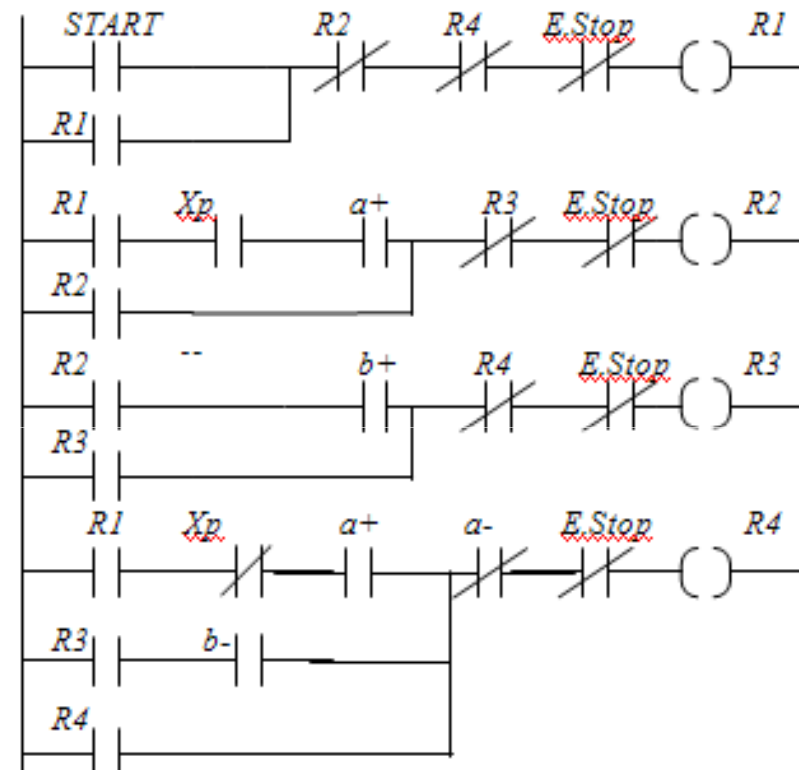 START R2 R4 E.Stop R1
R1
R1 Xp a+ R3 E.Stop R2
R2
--
R2 b+ R4 E.Stop R3
R3
R1 Xp a+ a- E.Stop R4
R3 b-
R4